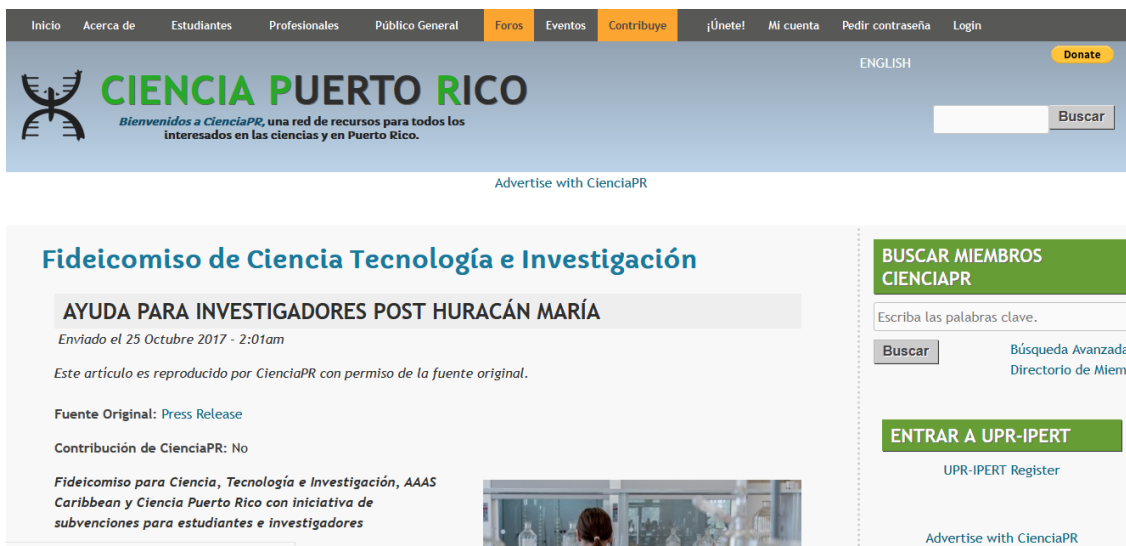 Inicio Acerca de Estudiantes Profesionales Público General Foros Eventos Contribuye ¡Únete! Mi cuenta Pedir contraseña Login
ENGLISH
Donate
CIENCIA PUERTO RICO
Bienvenidos a CienciaPR, una red de recursos para todos los
interesados en las ciencias y en Puerto Rico.
Buscar
Advertise with CienciaPR
Fideicomiso de Ciencia Tecnología e Investigación
AYUDA PARA INVESTIGADORES POST HURACÁN MARÍA
Enviado el 25 Octubre 2017 - 2:01am
Este artículo es reproducido por CienciaPR con permiso de la fuente original.
Fuente Original: Press Release
Contribución de CienciaPR: No
Fideicomiso para Ciencia, Tecnología e Investigación, AAAS
Caribbean y Ciencia Puerto Rico con iniciativa de
subvenciones para estudiantes e investigadores
BUSCAR MIEMBROS
CIENCIAPR
Escriba las palabras clave.
Buscar
Búsqueda Avanzada
Directorio de Miem
ENTRAR A UPR-IPERT
UPR-IPERT Register
Advertise with CienciaPR